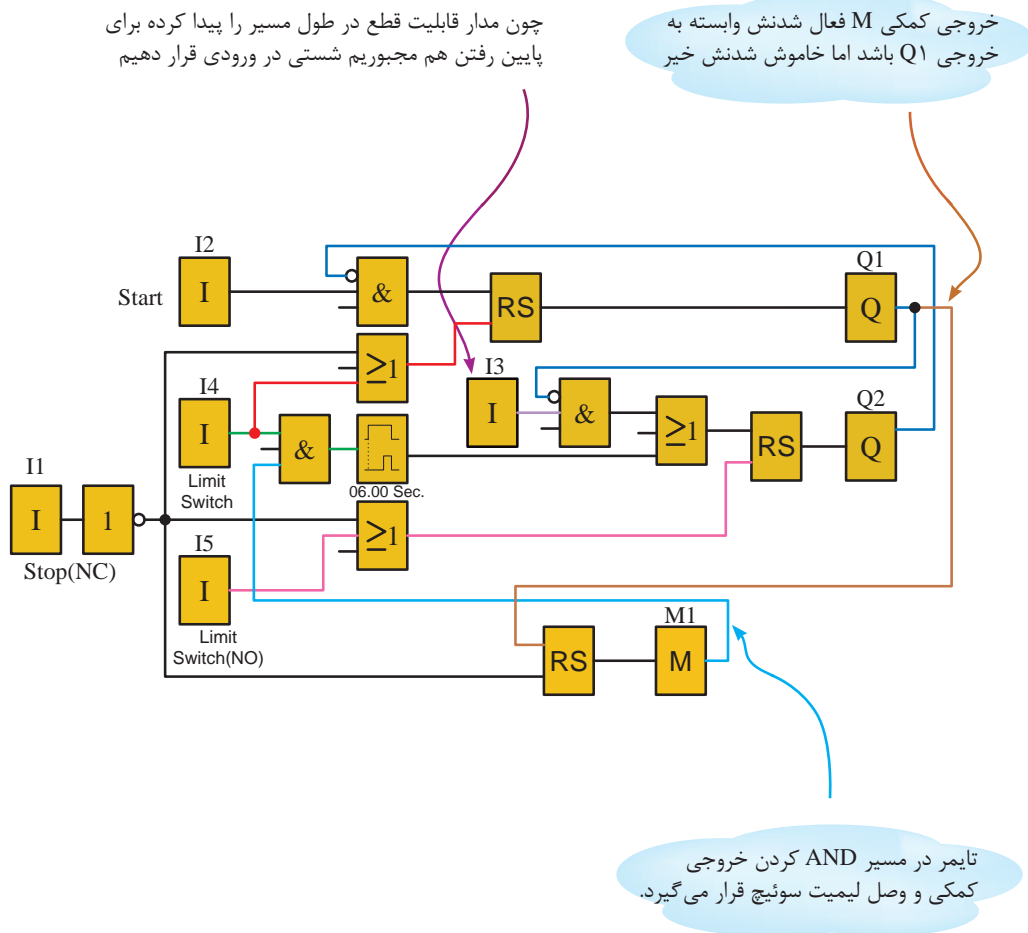 خروجی کمکی M فعال شدنش وابسته به
خروجی Q۱ باشد اما خاموش شدنش خیر
چون مدار قابلیت قطع در طول مسیر را پیدا کرده برای
پایین رفتن هم مجبوریم شستی در ورودی قرار دهیم
I2
Start
I
&
RS
Q1
Q
≥1
I4
I
Limit
Switch
&
06.00 Sec.
I3
I
&
≥1
RS
Q2
Q
I1
I
1
Stop(NC)
≥1
I5
I
Limit
Switch(NO)
RS
M1
M
تایمر در مسیر AND کردن خروجی
کمکی و وصل لیمیت سوئیچ قرار می‌گیرد.